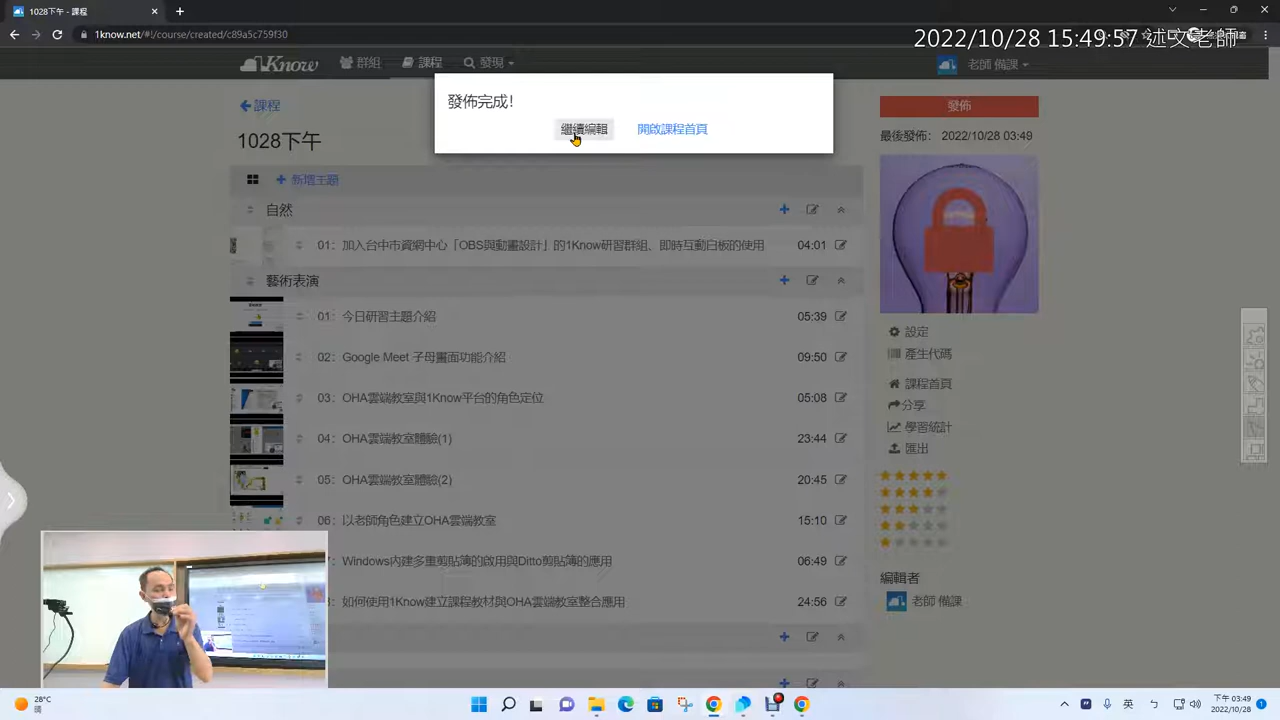 1028下午 - 課程
1know.net/#!/course/created/c89a5c759f30
2022/10/28 15:49:57 述文老師
1Know 群組 課程 發現 老師 備課
發佈完成!
繼續編輯 開啟課程首頁
課程
1028下午
新增主題
自然
01: 加入台中市資網中心「OBS與動畫設計」的1Know研習群組、即時互動白板的使用 04:01
藝術表演
01: 今日研習主題介紹 05:39
02: Google Meet 子母畫面功能介紹 09:50
03: OHA雲端教室與1Know平台的角色定位 05:08
04: OHA雲端教室體驗(1) 23:44
05: OHA雲端教室體驗(2) 20:45
06: 以老師角色建立OHA雲端教室 15:10
Windows內建多重剪貼簿的啟用與Ditto剪貼簿的應用 06:49
如何使用1Know建立課程教材與OHA雲端教室整合應用 24:56
發佈
最後發佈: 2022/10/28 03:49
設定
產生代碼
課程首頁
分享
學習統計
匯出
編輯者
老師 備課
28°C
晴
英
下午 03:49
2022/10/28